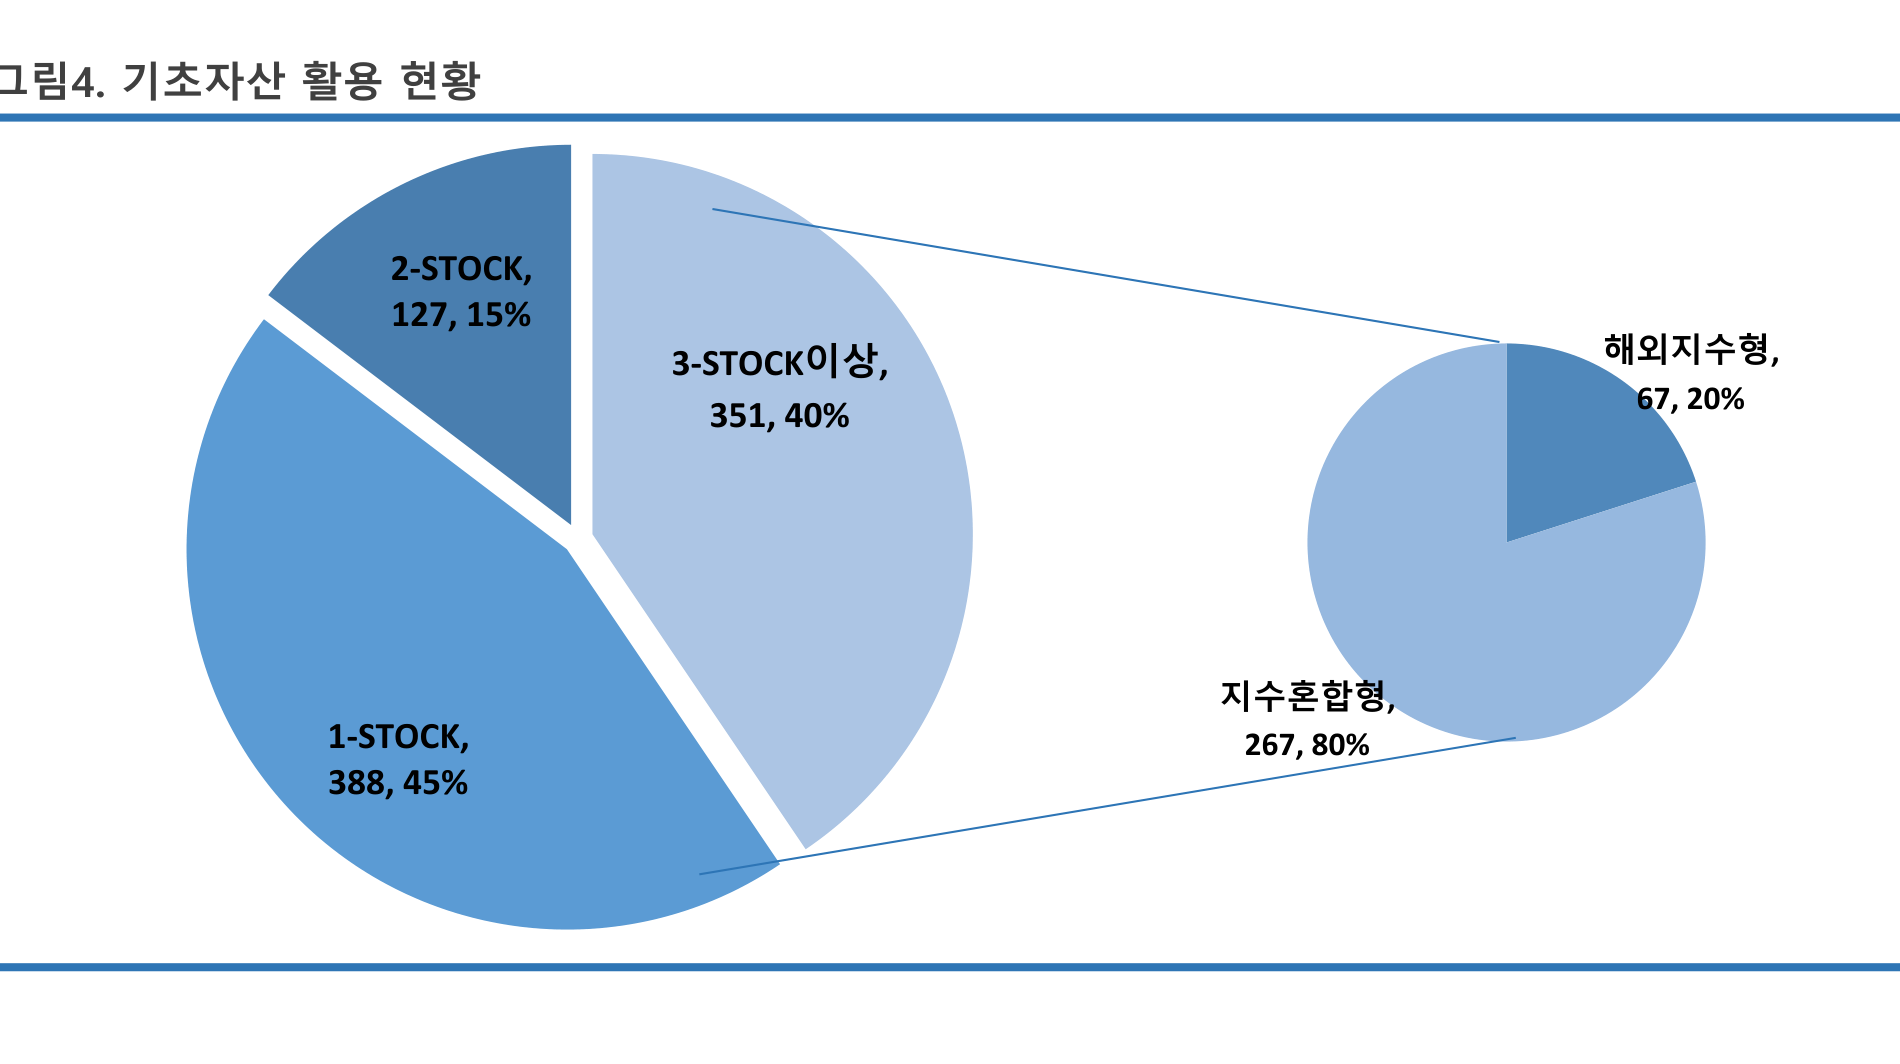 그림4. 기초자산 활용 현황
2-STOCK,
127, 15%
3-STOCK이상,
351, 40%
해외지수형,
67, 20%
지수혼합형,
267, 80%
1-STOCK,
388, 45%